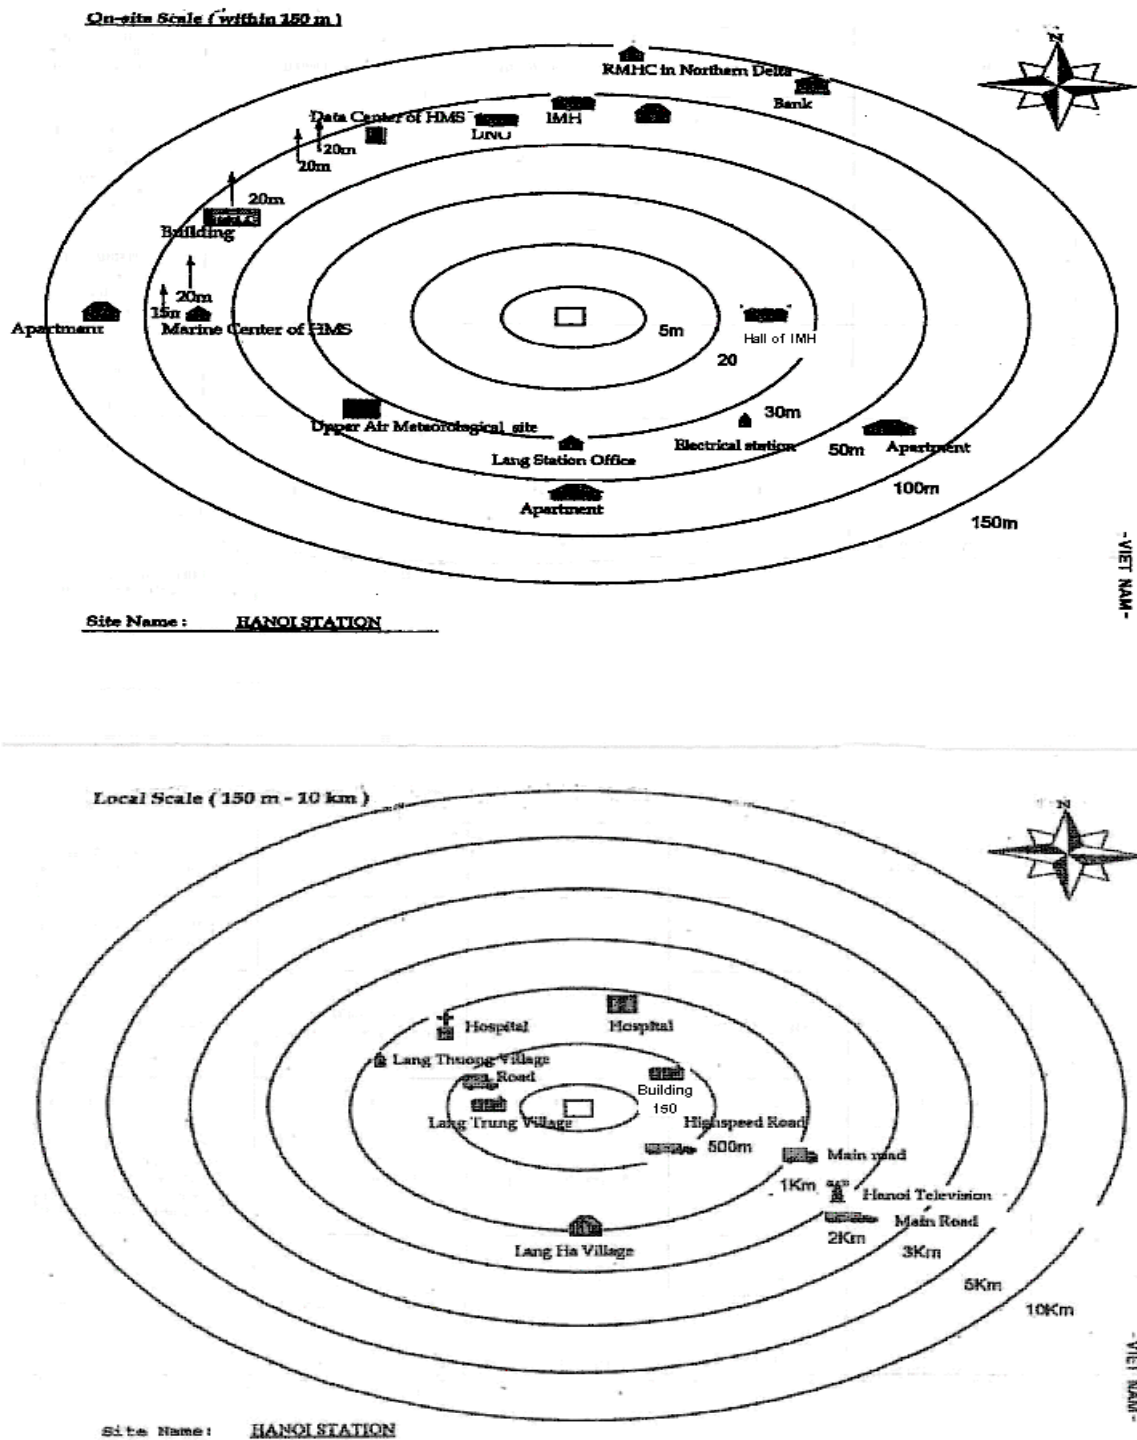 On-site Scale ( within 150 m )
N
RMHC in Northern Delta
Bank
Data Center of HMS
IMH
20m
20m
20m
Building
20m
15m
Apartment
Marine Center of HMS
5m
Hall of IMH
20
30m
Upper Air Meteorological site
Electrical station
Lang Station Office
50m
Apartment
Apartment
100m
150m
-VIET NAM-
Site Name :
HANOI STATION
Local Scale ( 150 m - 10 km )
N
Hospital
Hospital
Lang Thuong Village
Road
Building
150
Lang Trung Village
Highspeed Road
500m
Main road
1Km
Hanoi Television
Main Road
2Km
Lang Ha Village
3Km
5Km
10Km
-VIET NAM-
Site Name :
HANOI STATION